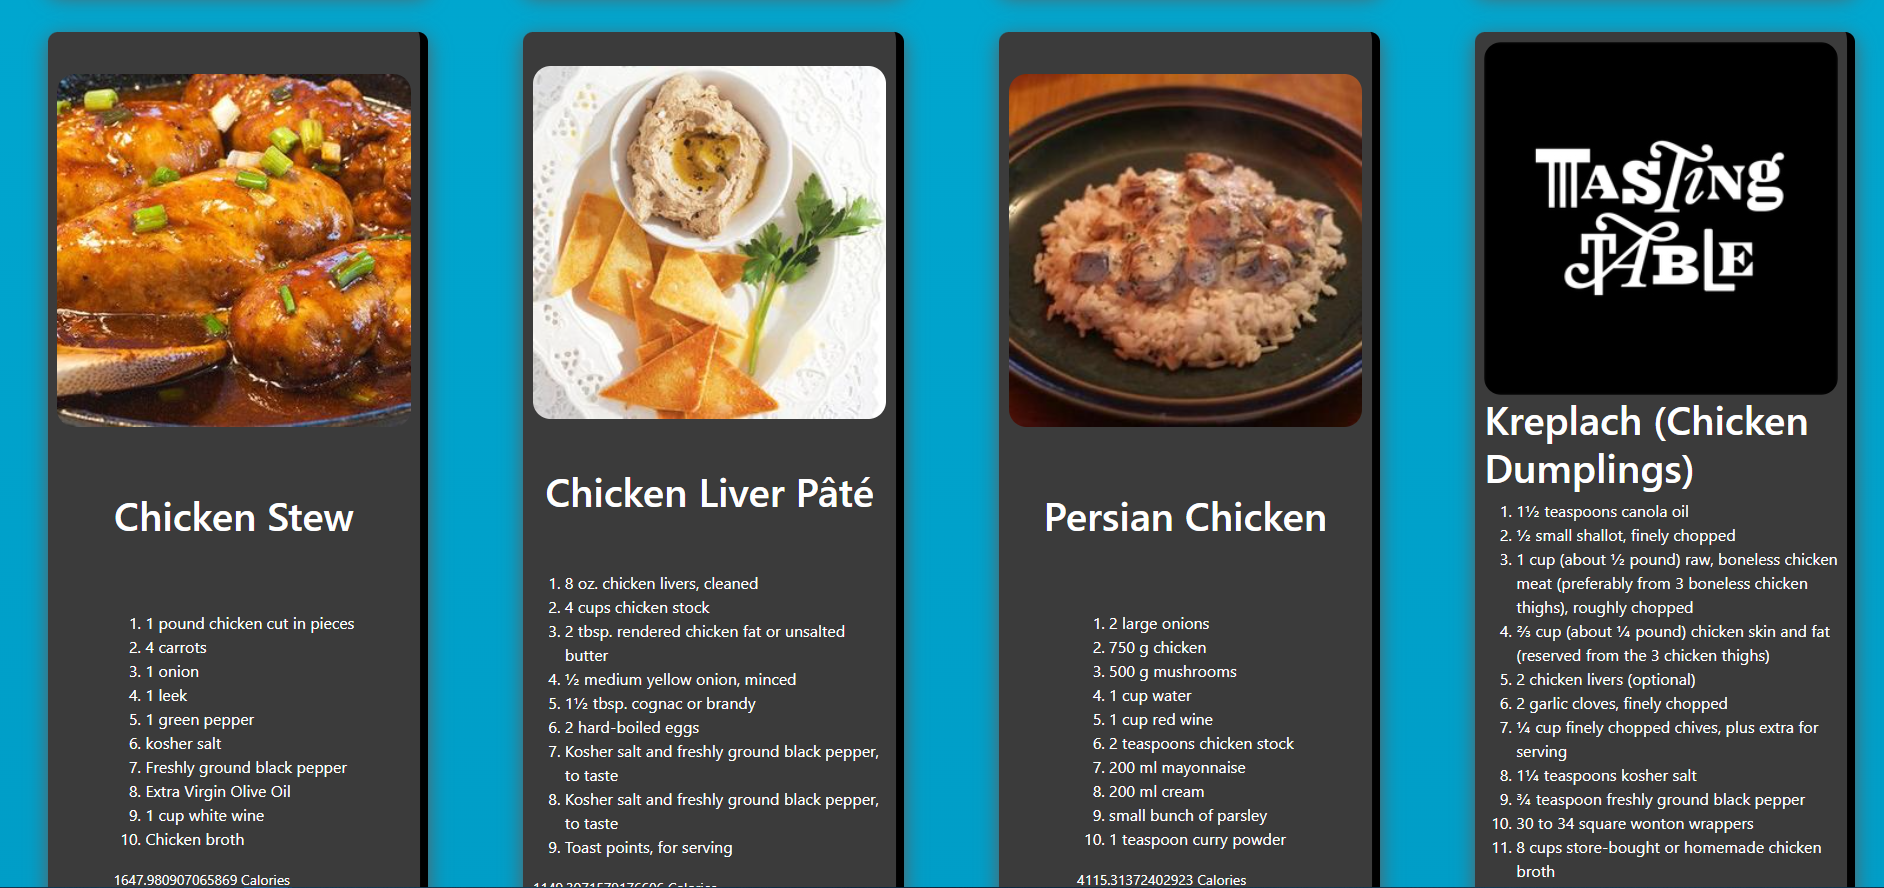 Chicken Stew
1. 1 pound chicken cut in pieces
2. 4 carrots
3. 1 onion
4. 1 leek
5. 1 green pepper
6. kosher salt
7. Freshly ground black pepper
8. Extra Virgin Olive Oil
9. 1 cup white wine
10. Chicken broth
1647.980907065869 Calories
Chicken Liver Pâté
1. 8 oz. chicken livers, cleaned
2. 4 cups chicken stock
3. 2 tbsp. rendered chicken fat or unsalted
butter
4. ½ medium yellow onion, minced
5. 1½ tbsp. cognac or brandy
6. 2 hard-boiled eggs
7. Kosher salt and freshly ground black pepper,
to taste
8. Kosher salt and freshly ground black pepper,
to taste
9. Toast points, for serving
Calories
Persian Chicken
1. 2 large onions
2. 750 g chicken
3. 500 g mushrooms
4. 1 cup water
5. 1 cup red wine
6. 2 teaspoons chicken stock
7. 200 ml mayonnaise
8. 200 ml cream
9. small bunch of parsley
10. 1 teaspoon curry powder
4115.31372402923 Calories
TASTING
TABLE
Kreplach (Chicken
Dumplings)
1. 1½ teaspoons canola oil
2. ½ small shallot, finely chopped
3. 1 cup (about ½ pound) raw, boneless chicken
meat (preferably from 3 boneless chicken
thighs), roughly chopped
4. ⅔ cup (about ¼ pound) chicken skin and fat
(reserved from the 3 chicken thighs)
5. 2 chicken livers (optional)
6. 2 garlic cloves, finely chopped
7. ¼ cup finely chopped chives, plus extra for
serving
8. 1¼ teaspoons kosher salt
9. ¾ teaspoon freshly ground black pepper
10. 30 to 34 square wonton wrappers
11. 8 cups store-bought or homemade chicken
broth